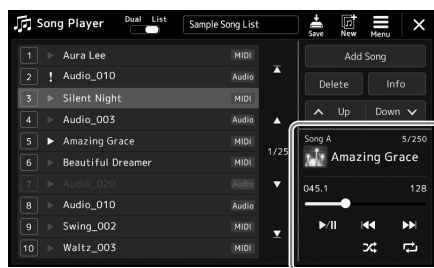 Song Player
Dual List
Sample Song List
Save
New
Menu
1 Aura Lee MIDI
2 ! Audio_010 Audio
3 Silent Night MIDI
4 Audio_003 Audio
5 Amazing Grace MIDI
6 Beautiful Dreamer MIDI
7 Audio_020 Audio
8 Audio_010 Audio
9 Swing_002 MIDI
10 Waltz_003 MIDI
1/25
Add Song
Delete Info
Up Down
Song A 5/250
Amazing Grace
045.1 128